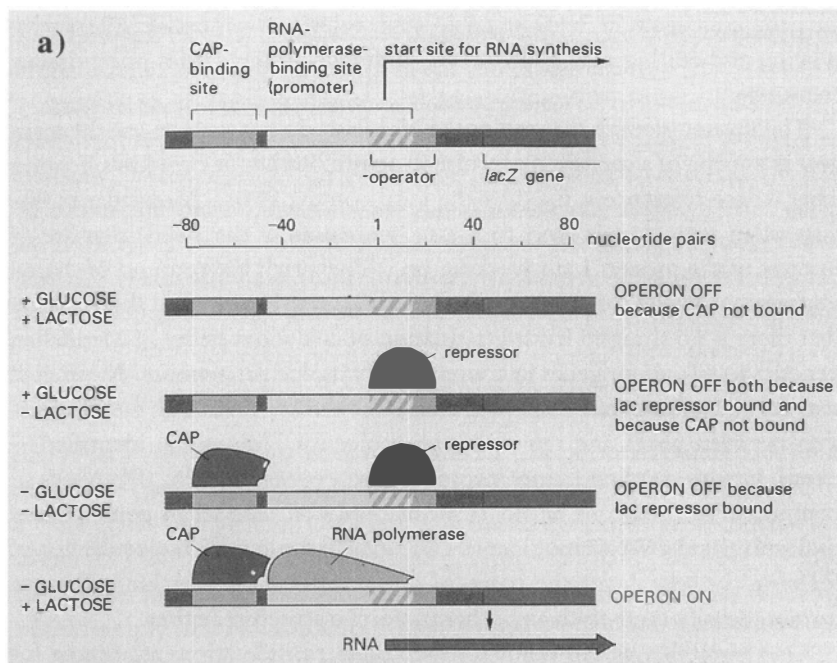 a)
CAP-
binding
site
RNA-
polymerase-
binding site
(promoter)
start site for RNA synthesis
operator
lacZ gene
-80
-40
1
40
80
nucleotide pairs
+ GLUCOSE
+ LACTOSE
OPERON OFF
because CAP not bound
repressor
+ GLUCOSE
- LACTOSE
OPERON OFF both because
lac repressor bound and
because CAP not bound
CAP
repressor
- GLUCOSE
- LACTOSE
OPERON OFF because
lac repressor bound
CAP
RNA polymerase
- GLUCOSE
+ LACTOSE
OPERON ON
RNA